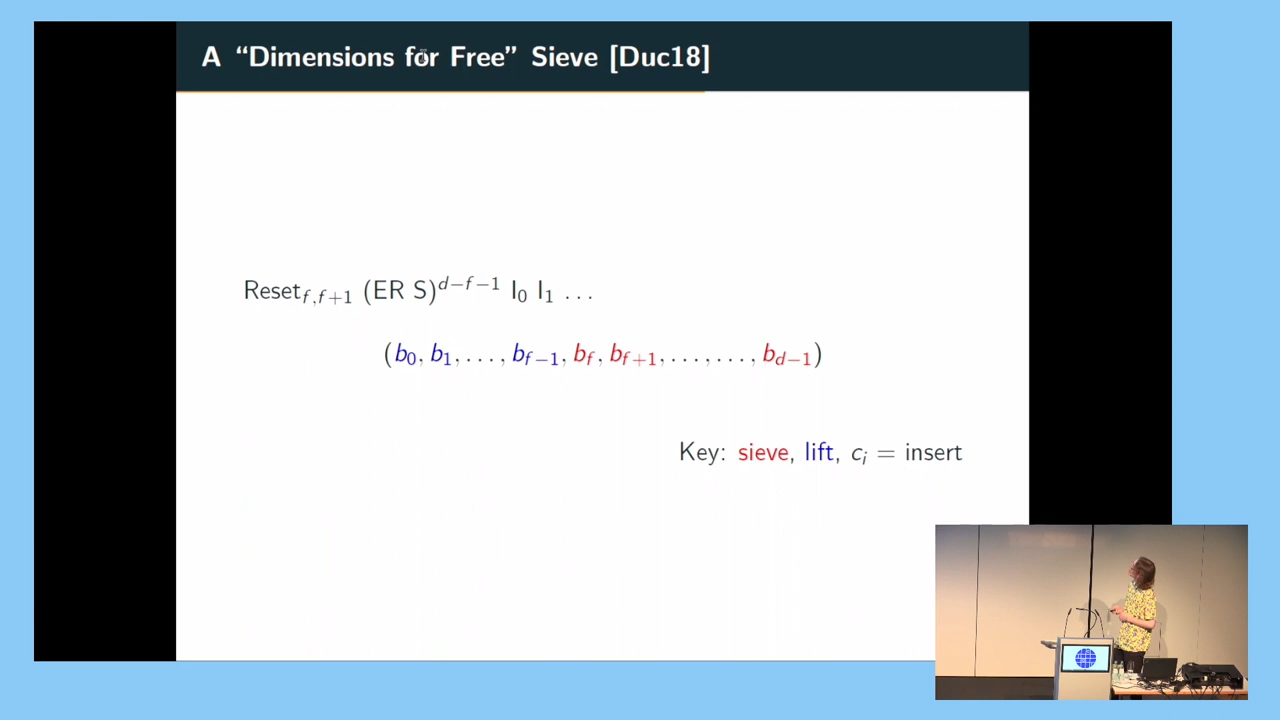 A “Dimensions for Free” Sieve [Duc18]
Reset_{f,f+1} (ER S)^{d−f−1} I_0 I_1 ...
(b_0, b_1, ..., b_{f−1}, b_f, b_{f+1}, ..., ..., b_{d−1})
Key: sieve, lift, c_i = insert